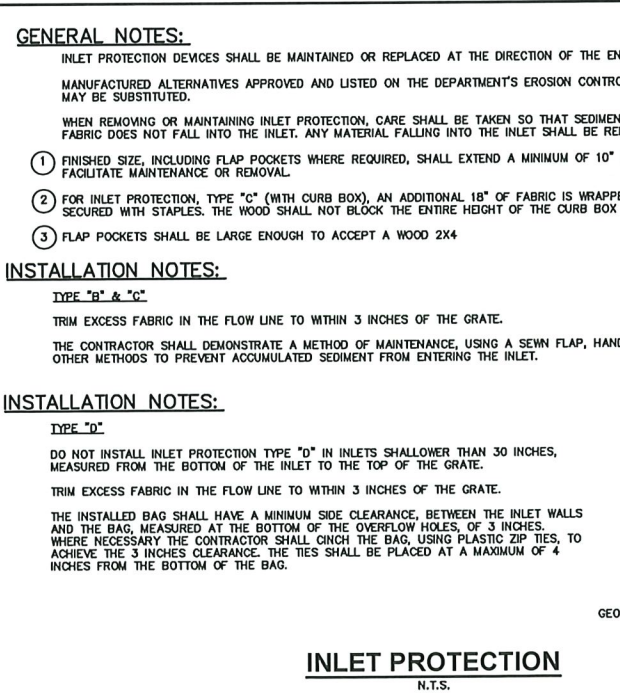 GENERAL NOTES:
INLET PROTECTION DEVICES SHALL BE MAINTAINED OR REPLACED AT THE DIRECTION OF THE
MANUFACTURED ALTERNATIVES APPROVED AND LISTED ON THE DEPARTMENT'S EROSION
MAY BE SUBSTITUTED.
WHEN REMOVING OR MAINTAINING INLET PROTECTION, CARE SHALL BE TAKEN SO THAT
FABRIC DOES NOT FALL INTO THE INLET. ANY MATERIAL FALLING INTO THE INLET SHALL BE
1 FINISHED SIZE, INCLUDING FLAP POCKETS WHERE REQUIRED, SHALL EXTEND A MINIMUM OF 10"
FACILITATE MAINTENANCE OR REMOVAL.
2 FOR INLET PROTECTION, TYPE "C" (WITH CURB BOX), AN ADDITIONAL 18" OF FABRIC IS
SECURED WITH STAPLES. THE WOOD SHALL NOT BLOCK THE ENTIRE HEIGHT OF THE CURB BOX
3 FLAP POCKETS SHALL BE LARGE ENOUGH TO ACCEPT A WOOD 2X4
INSTALLATION NOTES:
TYPE "B" & "C"
TRIM EXCESS FABRIC IN THE FLOW LINE TO WITHIN 3 INCHES OF THE GRATE.
THE CONTRACTOR SHALL DEMONSTRATE A METHOD OF MAINTENANCE, USING A SEWN FLAP,
OTHER METHODS TO PREVENT ACCUMULATED SEDIMENT FROM ENTERING THE INLET.
INSTALLATION NOTES:
TYPE "D"
DO NOT INSTALL INLET PROTECTION TYPE "D" IN INLETS SHALLOWER THAN 30 INCHES,
MEASURED FROM THE BOTTOM OF THE INLET TO THE TOP OF THE GRATE.
TRIM EXCESS FABRIC IN THE FLOW LINE TO WITHIN 3 INCHES OF THE GRATE.
THE INSTALLED BAG SHALL HAVE A MINIMUM SIDE CLEARANCE, BETWEEN THE INLET WALLS
AND THE BAG, MEASURED AT THE BOTTOM OF THE OVERFLOW HOLES, OF 3 INCHES.
WHERE NECESSARY THE CONTRACTOR SHALL CINCH THE BAG, USING PLASTIC ZIP TIES, TO
ACHIEVE THE 3 INCHES CLEARANCE. THE TIES SHALL BE PLACED AT A MAXIMUM OF 4
INCHES FROM THE BOTTOM OF THE BAG.
GEO
INLET PROTECTION
N.T.S.